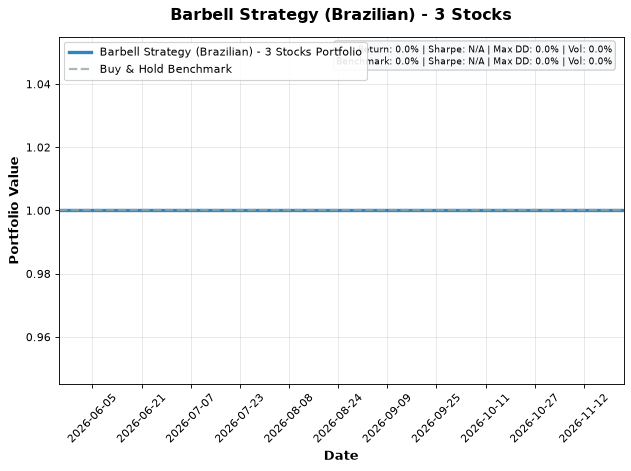 Barbell Strategy (Brazilian) - 3 Stocks
Barbell Strategy (Brazilian) - 3 Stocks Portfolio
Buy & Hold Benchmark
Return: 0.0% | Sharpe: N/A | Max DD: 0.0% | Vol: 0.0%
Benchmark: 0.0% | Sharpe: N/A | Max DD: 0.0% | Vol: 0.0%
1.04
1.02
1.00
0.98
0.96
Portfolio Value
2026-06-05
2026-06-21
2026-07-07
2026-07-23
2026-08-08
2026-08-24
2026-09-09
2026-09-25
2026-10-11
2026-10-27
2026-11-12
Date